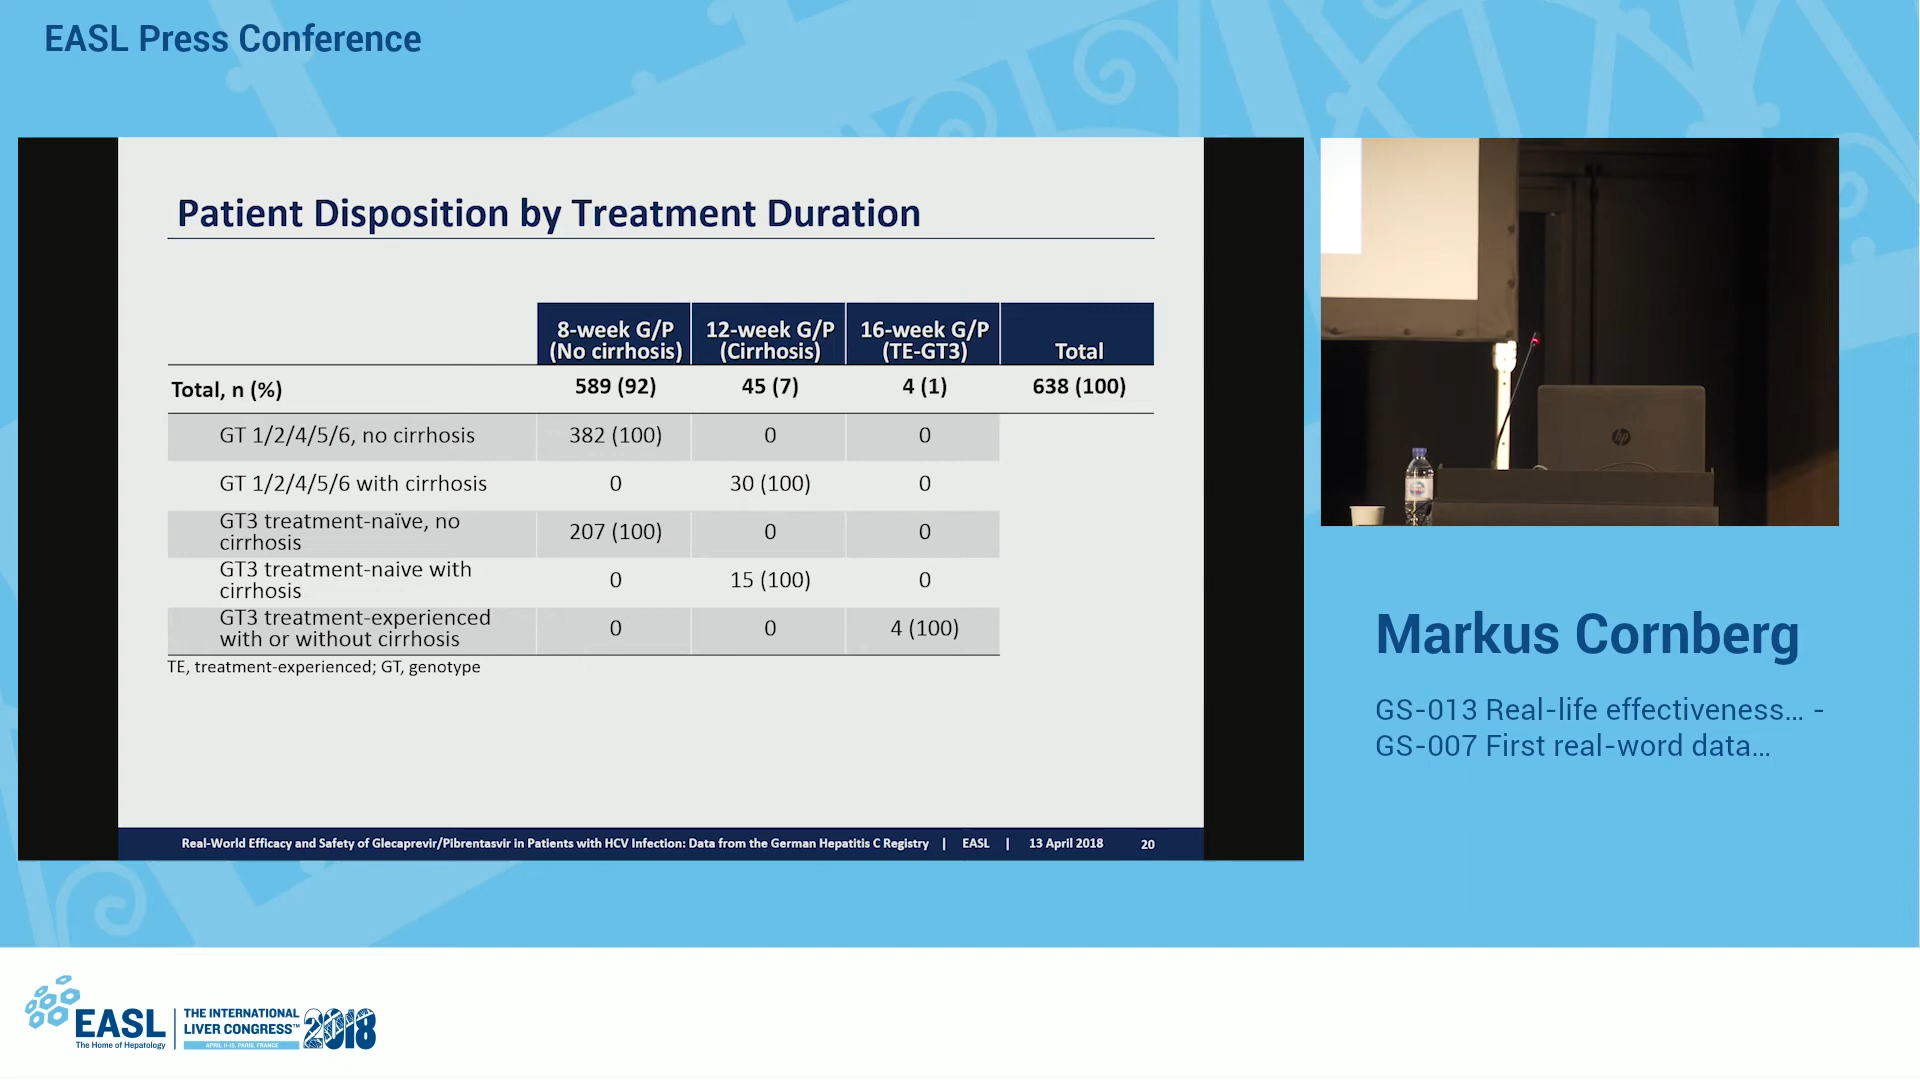 EASL Press Conference
Patient Disposition by Treatment Duration
8-week G/P (No cirrhosis) 12-week G/P (Cirrhosis) 16-week G/P (TE-GT3) Total
Total, n (%) 589 (92) 45 (7) 4 (1) 638 (100)
GT 1/2/4/5/6, no cirrhosis 382 (100) 0 0
GT 1/2/4/5/6 with cirrhosis 0 30 (100) 0
GT3 treatment-naïve, no cirrhosis 207 (100) 0 0
GT3 treatment-naive with cirrhosis 0 15 (100) 0
GT3 treatment-experienced with or without cirrhosis 0 0 4 (100)
TE, treatment-experienced; GT, genotype
Real-World Efficacy and Safety of Glecaprevir/Pibrentasvir in Patients with HCV Infection: Data from the German Hepatitis C Registry | EASL | 13 April 2018 20
hp
Markus Cornberg
GS-013 Real-life effectiveness... -
GS-007 First real-word data...
EASL
The Home of Hepatology
THE INTERNATIONAL
LIVER CONGRESS™ 2018
APRIL 11-15, PARIS, FRANCE